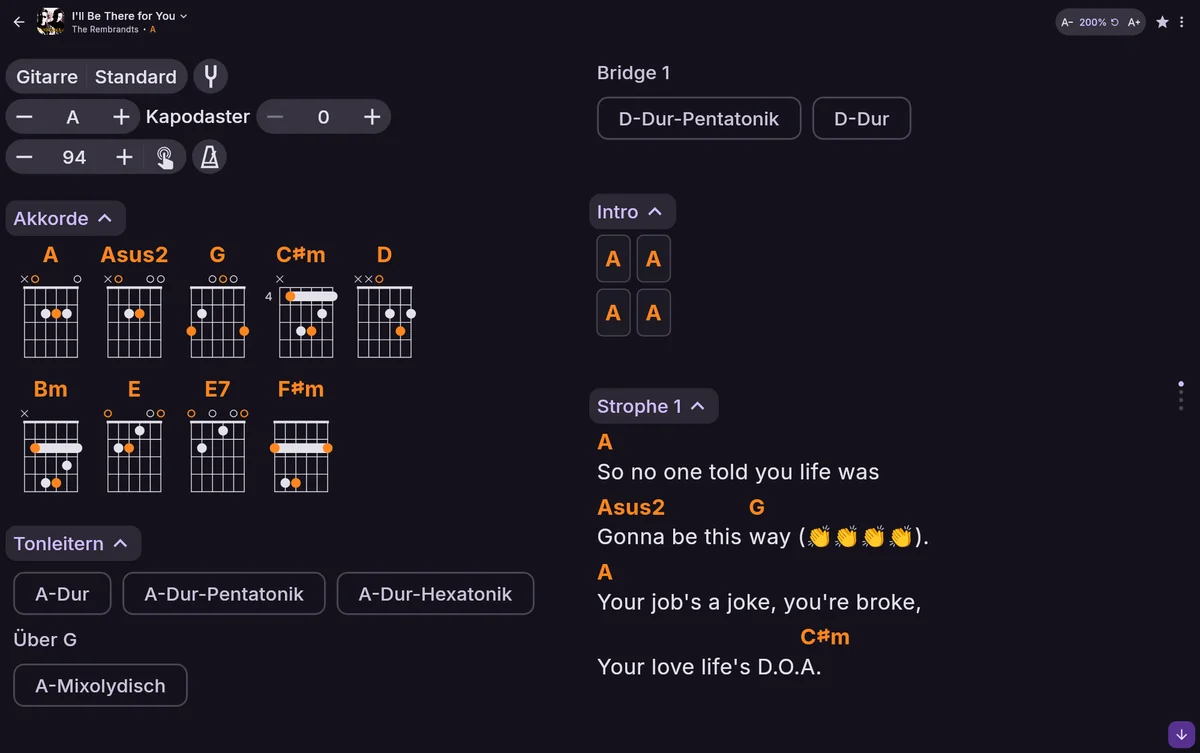 I'll Be There for You
The Rembrandts • A
A- 200% A+
Gitarre Standard
A Kapodaster 0
94
Akkorde
A Asus2 G C♯m D
4
Bm E E7 F♯m
Tonleitern
A-Dur A-Dur-Pentatonik A-Dur-Hexatonik
Über G
A-Mixolydisch
Bridge 1
D-Dur-Pentatonik D-Dur
Intro
A A
A A
Strophe 1
A
So no one told you life was
Asus2 G
Gonna be this way (👏👏👏👏).
A
Your job's a joke, you're broke,
C♯m
Your love life's D.O.A.